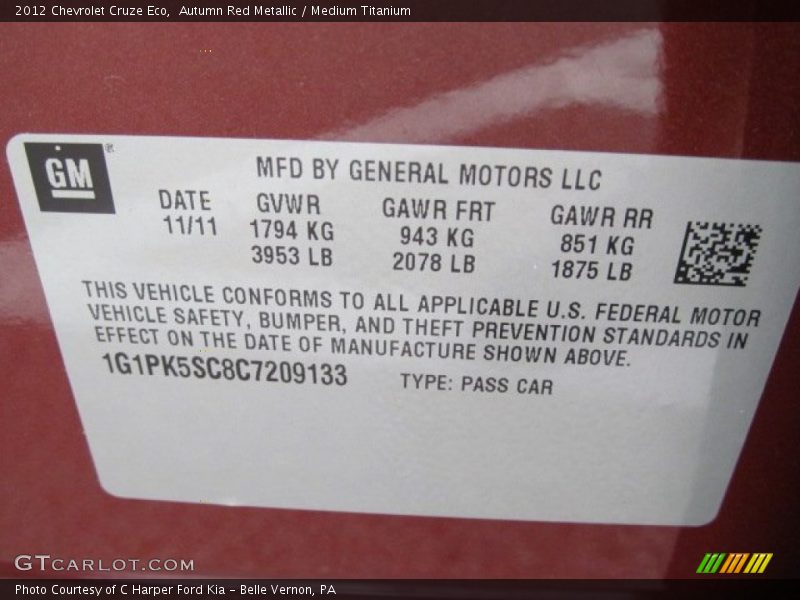 2012 Chevrolet Cruze Eco,  Autumn Red Metallic / Medium Titanium
GM
MFD BY GENERAL MOTORS LLC
DATE GVWR GAWR FRT GAWR RR
11/11 1794 KG 943 KG 851 KG
3953 LB 2078 LB 1875 LB
THIS VEHICLE CONFORMS TO ALL APPLICABLE U.S. FEDERAL MOTOR
VEHICLE SAFETY, BUMPER, AND THEFT PREVENTION STANDARDS IN
EFFECT ON THE DATE OF MANUFACTURE SHOWN ABOVE.
1G1PK5SC8C7209133 TYPE: PASS CAR
GTCARLOT.COM
Photo Courtesy of C Harper Ford Kia – Belle Vernon, PA